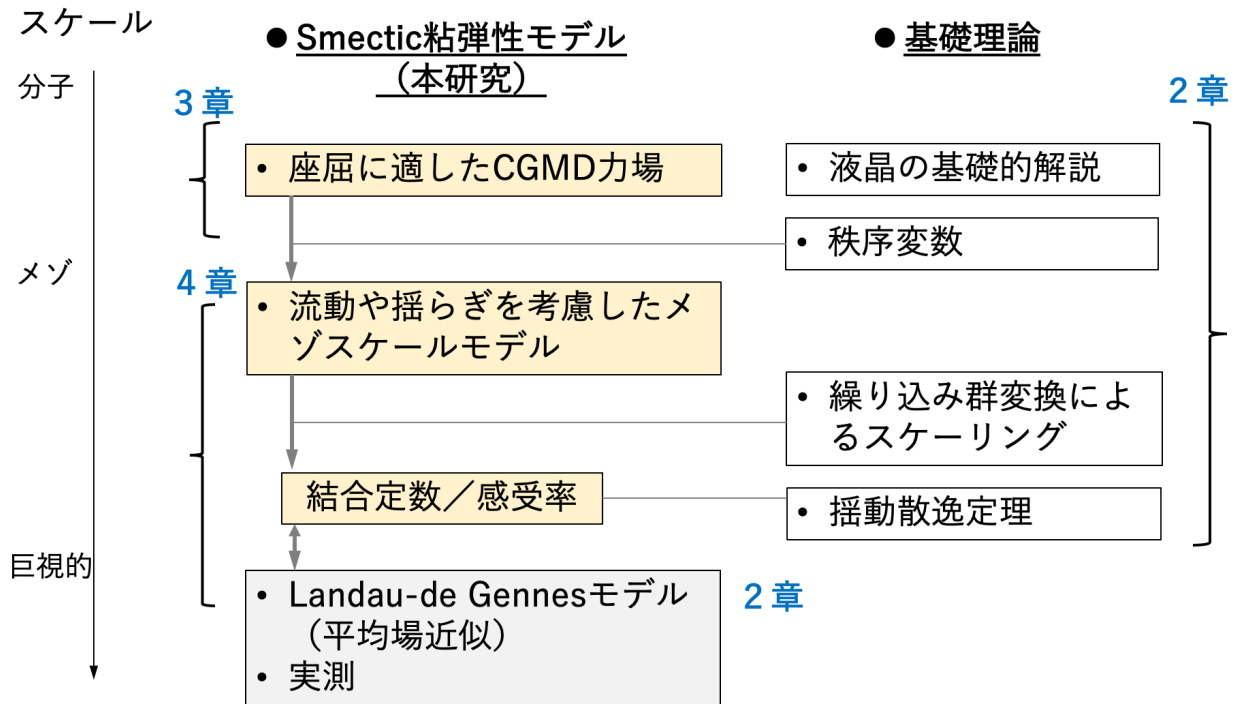 スケール
分子
メゾ
巨視的
● Smectic粘弾性モデル
（本研究）
3 章
• 座屈に適したCGMD力場
4 章
• 流動や揺らぎを考慮したメ
ゾスケールモデル
結合定数／感受率
• Landau-de Gennesモデル
（平均場近似）
• 実測
2 章
● 基礎理論
2 章
• 液晶の基礎的解説
• 秩序変数
• 繰り込み群変換によ
るスケーリング
• 揺動散逸定理